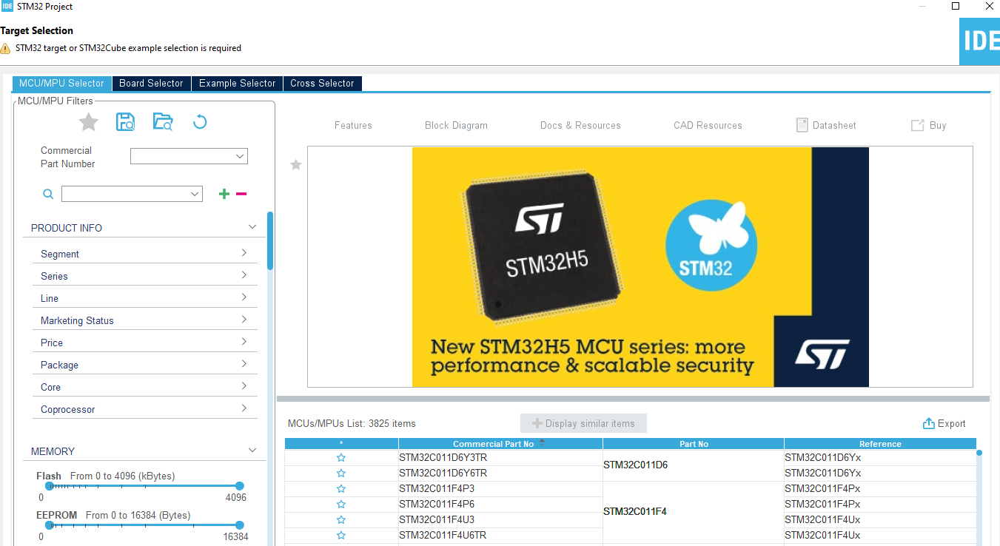 IDE STM32 Project
Target Selection
STM32 target or STM32Cube example selection is required
IDE
MCU/MPU Selector Board Selector Example Selector Cross Selector
MCU/MPU Filters
Commercial
Part Number
PRODUCT INFO
Segment
Series
Line
Marketing Status
Price
Package
Core
Coprocessor
MEMORY
Flash From 0 to 4096 (kBytes)
0 4096
EEPROM From 0 to 16384 (Bytes)
0 16384
Features Block Diagram Docs & Resources CAD Resources Datasheet Buy
ST
STM32H5
STM32
New STM32H5 MCU series: more
performance & scalable security
ST
MCUs/MPUs List: 3825 items Display similar items Export
* Commercial Part No Part No Reference
STM32C011D6Y3TR STM32C011D6 STM32C011D6Yx
STM32C011D6Y6TR STM32C011D6Yx
STM32C011F4P3 STM32C011F4 STM32C011F4Px
STM32C011F4P6 STM32C011F4Px
STM32C011F4U3 STM32C011F4Ux
STM32C011F4U6TR STM32C011F4Ux